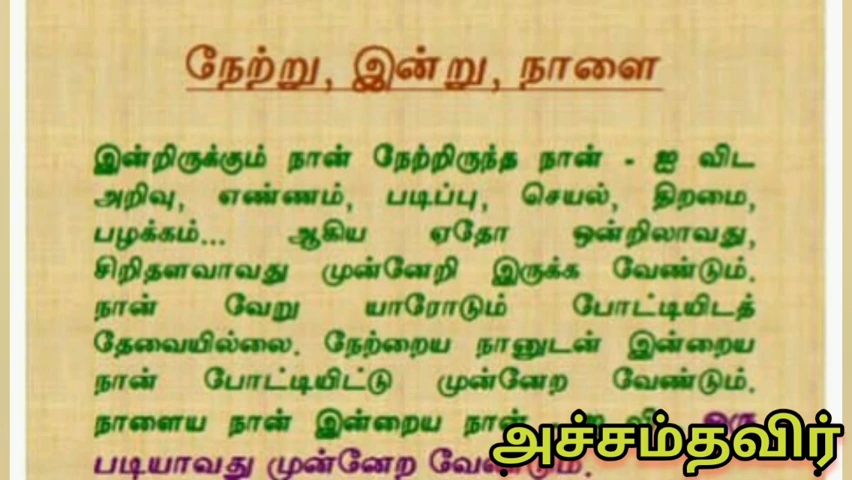 நேற்று, இன்று, நாளை
இன்றிருக்கும் நான் நேற்றிருந்த நான் - ஐ விட
அறிவு, எண்ணம், படிப்பு, செயல், திறமை,
பழக்கம்... ஆகிய ஏதோ ஒன்றிலாவது,
சிறிதளவாவது முன்னேறி இருக்க வேண்டும்.
நான் வேறு யாரோடும் போட்டியிடத்
தேவையில்லை. நேற்றைய நானுடன் இன்றைய
நான் போட்டியிட்டு முன்னேற வேண்டும்.
நாளைய நான் இன்றைய நான்
படியாவது முன்னேற வேண்டும்.
அச்சம்தவிர்